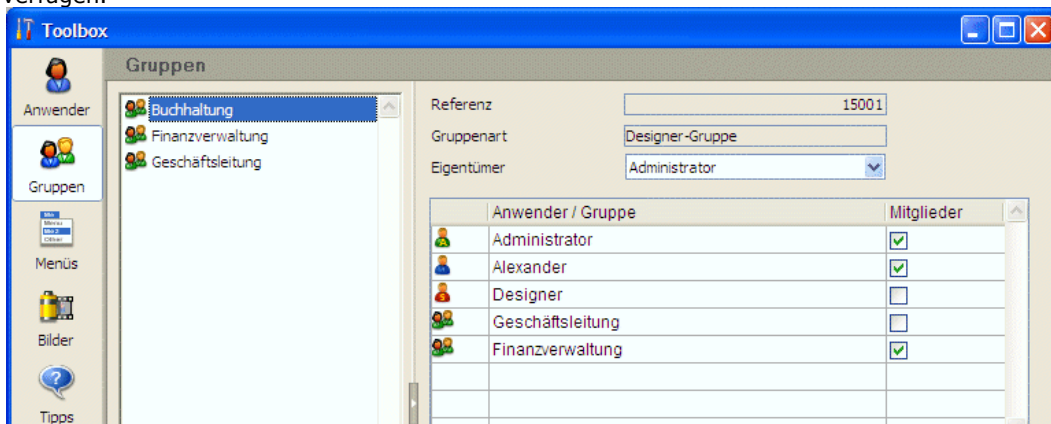 verfügen.
Toolbox
Gruppen
Anwender
Gruppen
Menüs
Bilder
Tipps
Buchhaltung
Finanzverwaltung
Geschäftsleitung
Referenz 15001
Gruppenart Designer-Gruppe
Eigentümer Administrator
Anwender / Gruppe Mitglieder
Administrator
Alexander
Designer
Geschäftsleitung
Finanzverwaltung